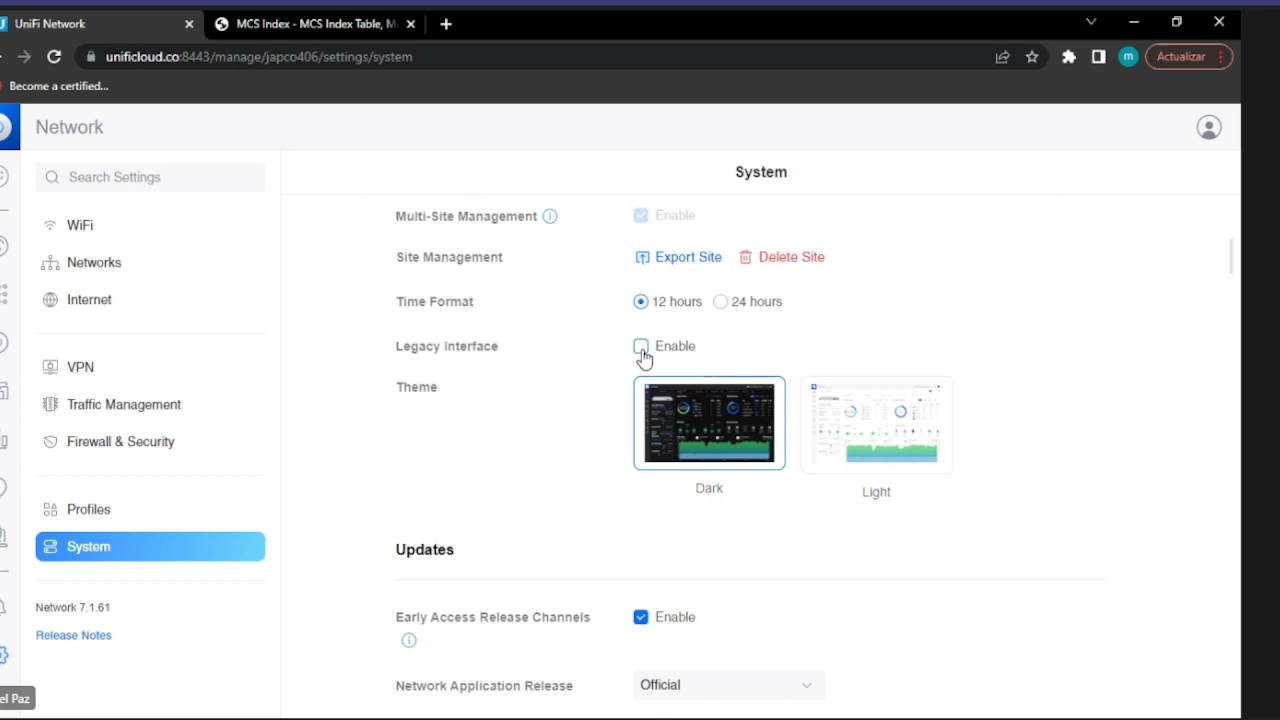 UniFi Network
MCS Index - MCS Index Table, M
unificloud.co:8443/manage/japco406/settings/system
m
Actualizar
Become a certified...
Network
Search Settings
System
WiFi
Networks
Internet
VPN
Traffic Management
Firewall & Security
Profiles
System
Network 7.1.61
Release Notes
Multi-Site Management
Enable
Site Management
Export Site
Delete Site
Time Format
12 hours
24 hours
Legacy Interface
Enable
Theme
Dark
Light
Updates
Early Access Release Channels
Enable
Network Application Release
Official
el Paz